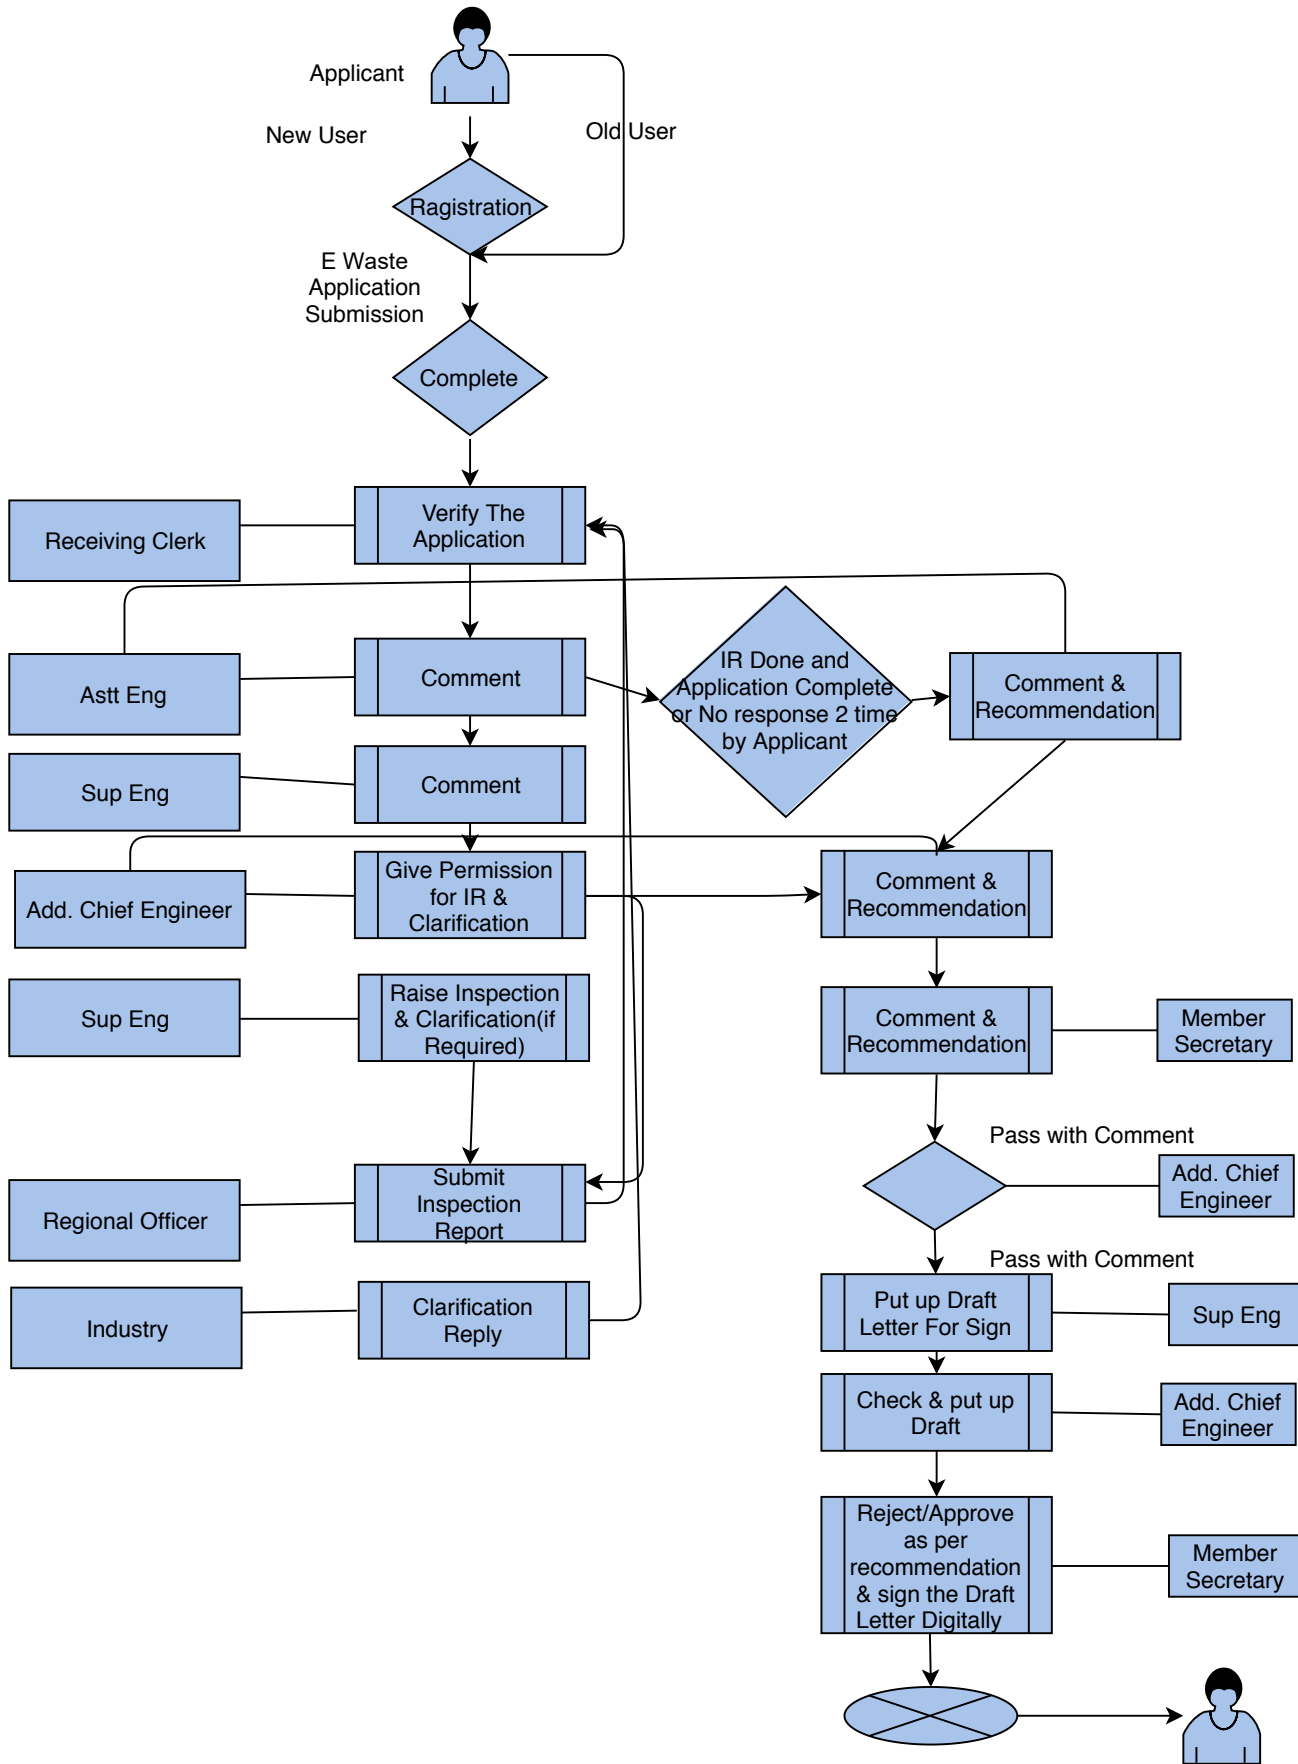 Applicant
New User
Old User
Ragistration
E Waste
Application
Submission
Complete
Receiving Clerk
Verify The
Application
Astt Eng
Comment
IR Done and
Application Complete
or No response 2 time
by Applicant
Comment &
Recommendation
Sup Eng
Comment
Add. Chief Engineer
Give Permission
for IR &
Clarification
Comment &
Recommendation
Sup Eng
Raise Inspection
& Clarification(if
Required)
Comment &
Recommendation
Member
Secretary
Pass with Comment
Add. Chief
Engineer
Regional Officer
Submit
Inspection
Report
Pass with Comment
Industry
Clarification
Reply
Put up Draft
Letter For Sign
Sup Eng
Check & put up
Draft
Add. Chief
Engineer
Reject/Approve
as per
recommendation
& sign the Draft
Letter Digitally
Member
Secretary